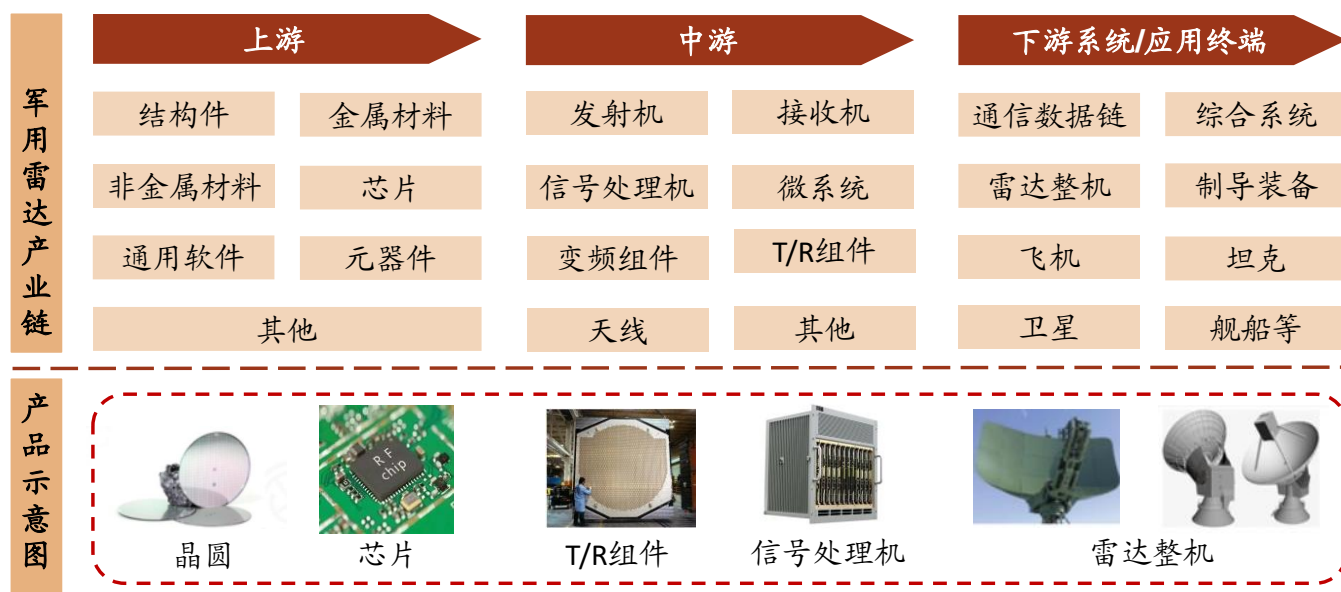 军用雷达产业链
上游
中游
下游系统/应用终端
结构件
金属材料
发射机
接收机
通信数据链
综合系统
非金属材料
芯片
信号处理机
微系统
雷达整机
制导装备
通用软件
元器件
变频组件
T/R组件
飞机
坦克
其他
天线
其他
卫星
舰船等
产品示意图
RF
chip
晶圆
芯片
T/R组件
信号处理机
雷达整机